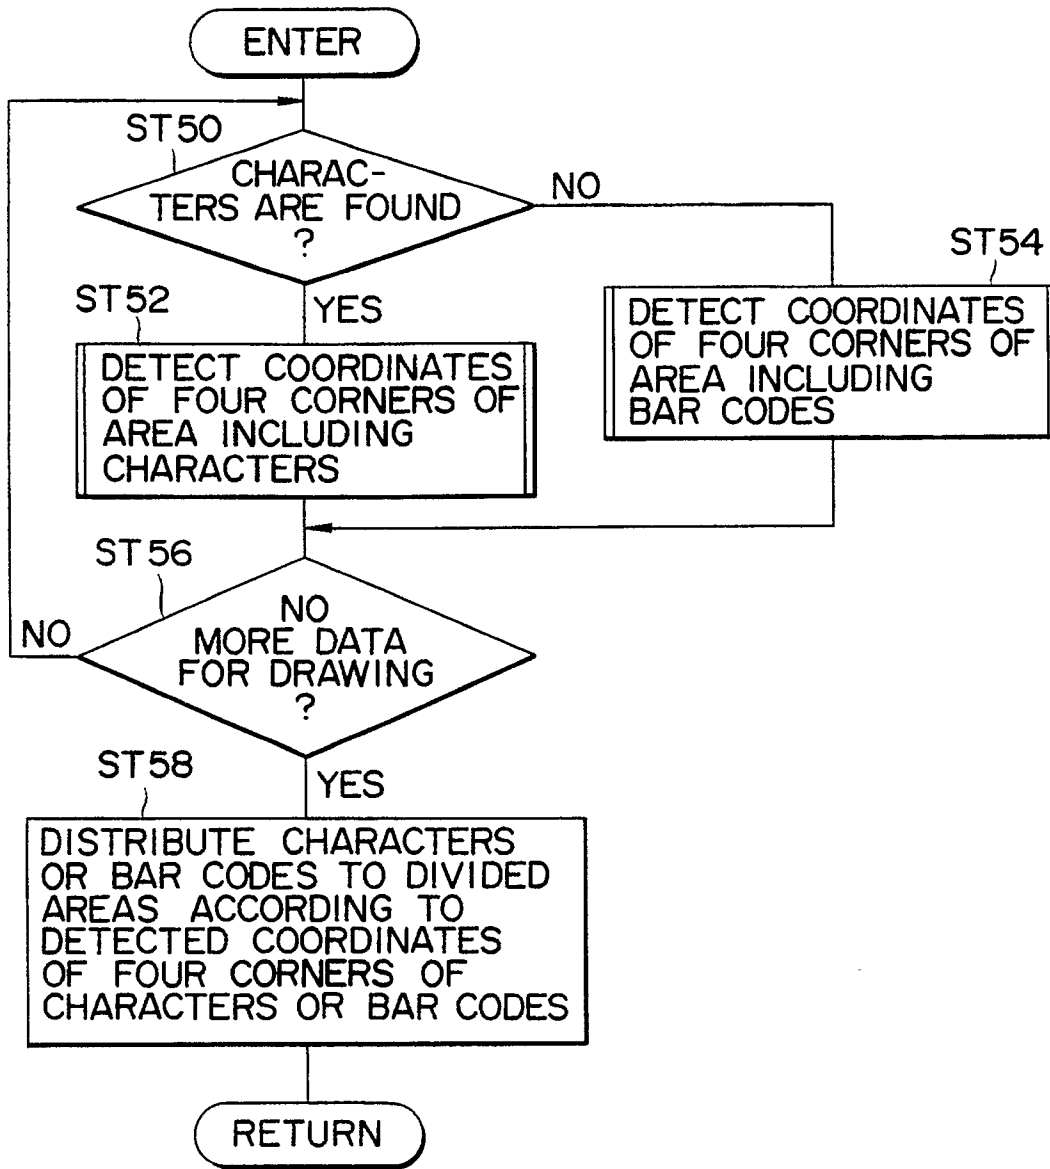 ENTER
ST50
CHARAC-
TERS ARE FOUND
?
NO
YES
ST54
DETECT COORDINATES
OF FOUR CORNERS OF
AREA INCLUDING
BAR CODES
ST52
DETECT COORDINATES
OF FOUR CORNERS OF
AREA INCLUDING
CHARACTERS
ST56
NO
MORE DATA
FOR DRAWING
?
NO
YES
ST58
DISTRIBUTE CHARACTERS
OR BAR CODES TO DIVIDED
AREAS ACCORDING TO
DETECTED COORDINATES
OF FOUR CORNERS OF
CHARACTERS OR BAR CODES
RETURN